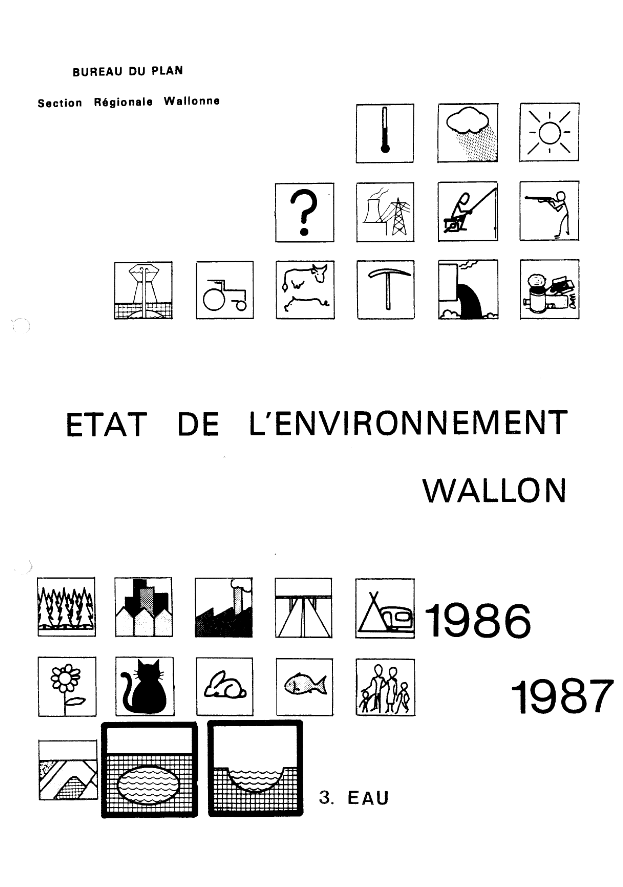 BUREAU DU PLAN
Section Régionale Wallonne
?
ETAT DE L'ENVIRONNEMENT
WALLON
1986
1987
3. EAU